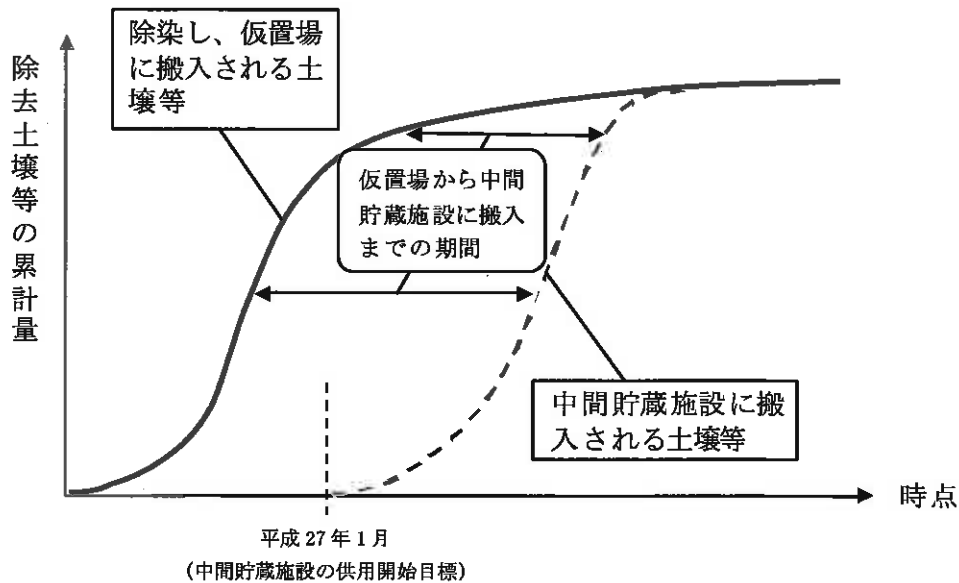 除去土壌等の累計量
除染し、仮置場
に搬入される土
壌等
仮置場から中間
貯蔵施設に搬入
までの期間
中間貯蔵施設に搬
入される土壌等
時点
平成27年1月
(中間貯蔵施設の供用開始目標)